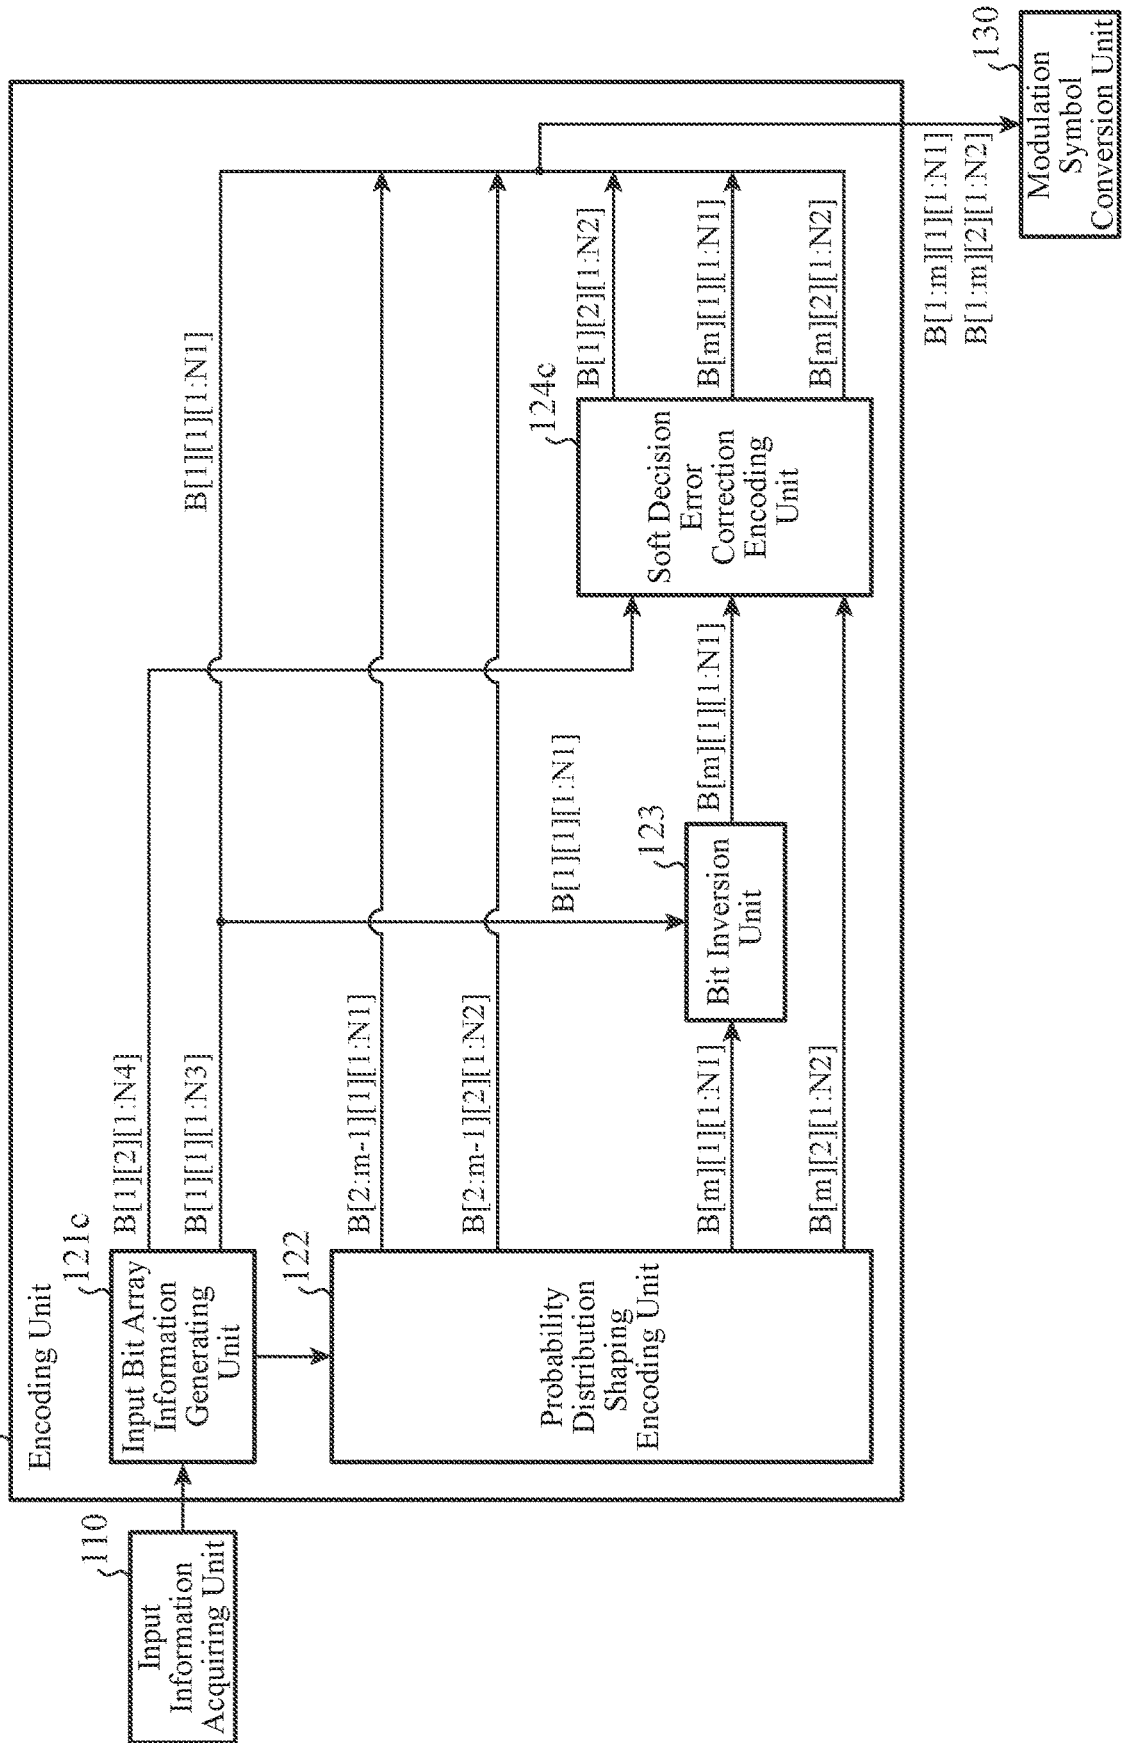 Encoding Unit
110
Input
Information
Acquiring Unit
121c
Input Bit Array
Information
Generating
Unit
B[1][2][1:N4]
B[1][1][1:N3]
B[1][1][1:N1]
122
Probability
Distribution
Shaping
Encoding Unit
B[2:m-1][1][1:N1]
B[2:m-1][2][1:N2]
B[1][1][1:N1]
B[m][1][1:N1]
123
Bit Inversion
Unit
B[m][1][1:N1]
B[m][2][1:N2]
124c
Soft Decision
Error
Correction
Encoding
Unit
B[1][2][1:N2]
B[m][1][1:N1]
B[m][2][1:N2]
B[1:m][1][1:N1]
B[1:m][2][1:N2]
130
Modulation
Symbol
Conversion Unit